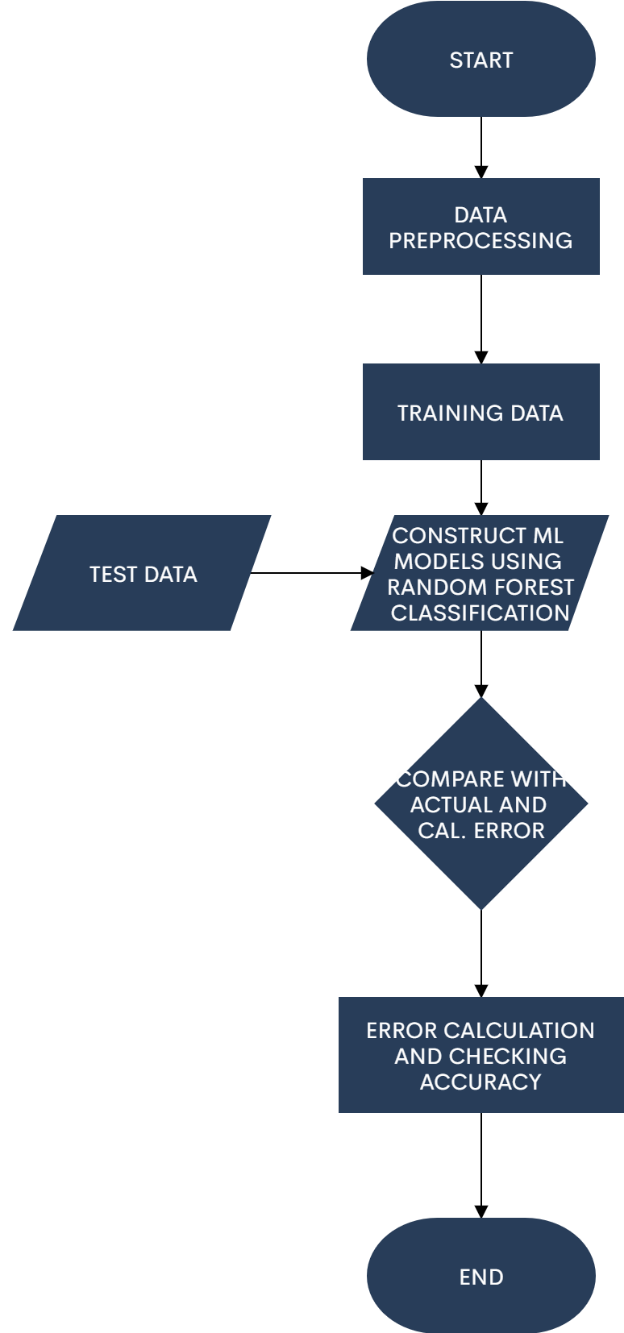 START
DATA
PREPROCESSING
TRAINING DATA
TEST DATA
CONSTRUCT ML
MODELS USING
RANDOM FOREST
CLASSIFICATION
COMPARE WITH
ACTUAL AND
CAL. ERROR
ERROR CALCULATION
AND CHECKING
ACCURACY
END